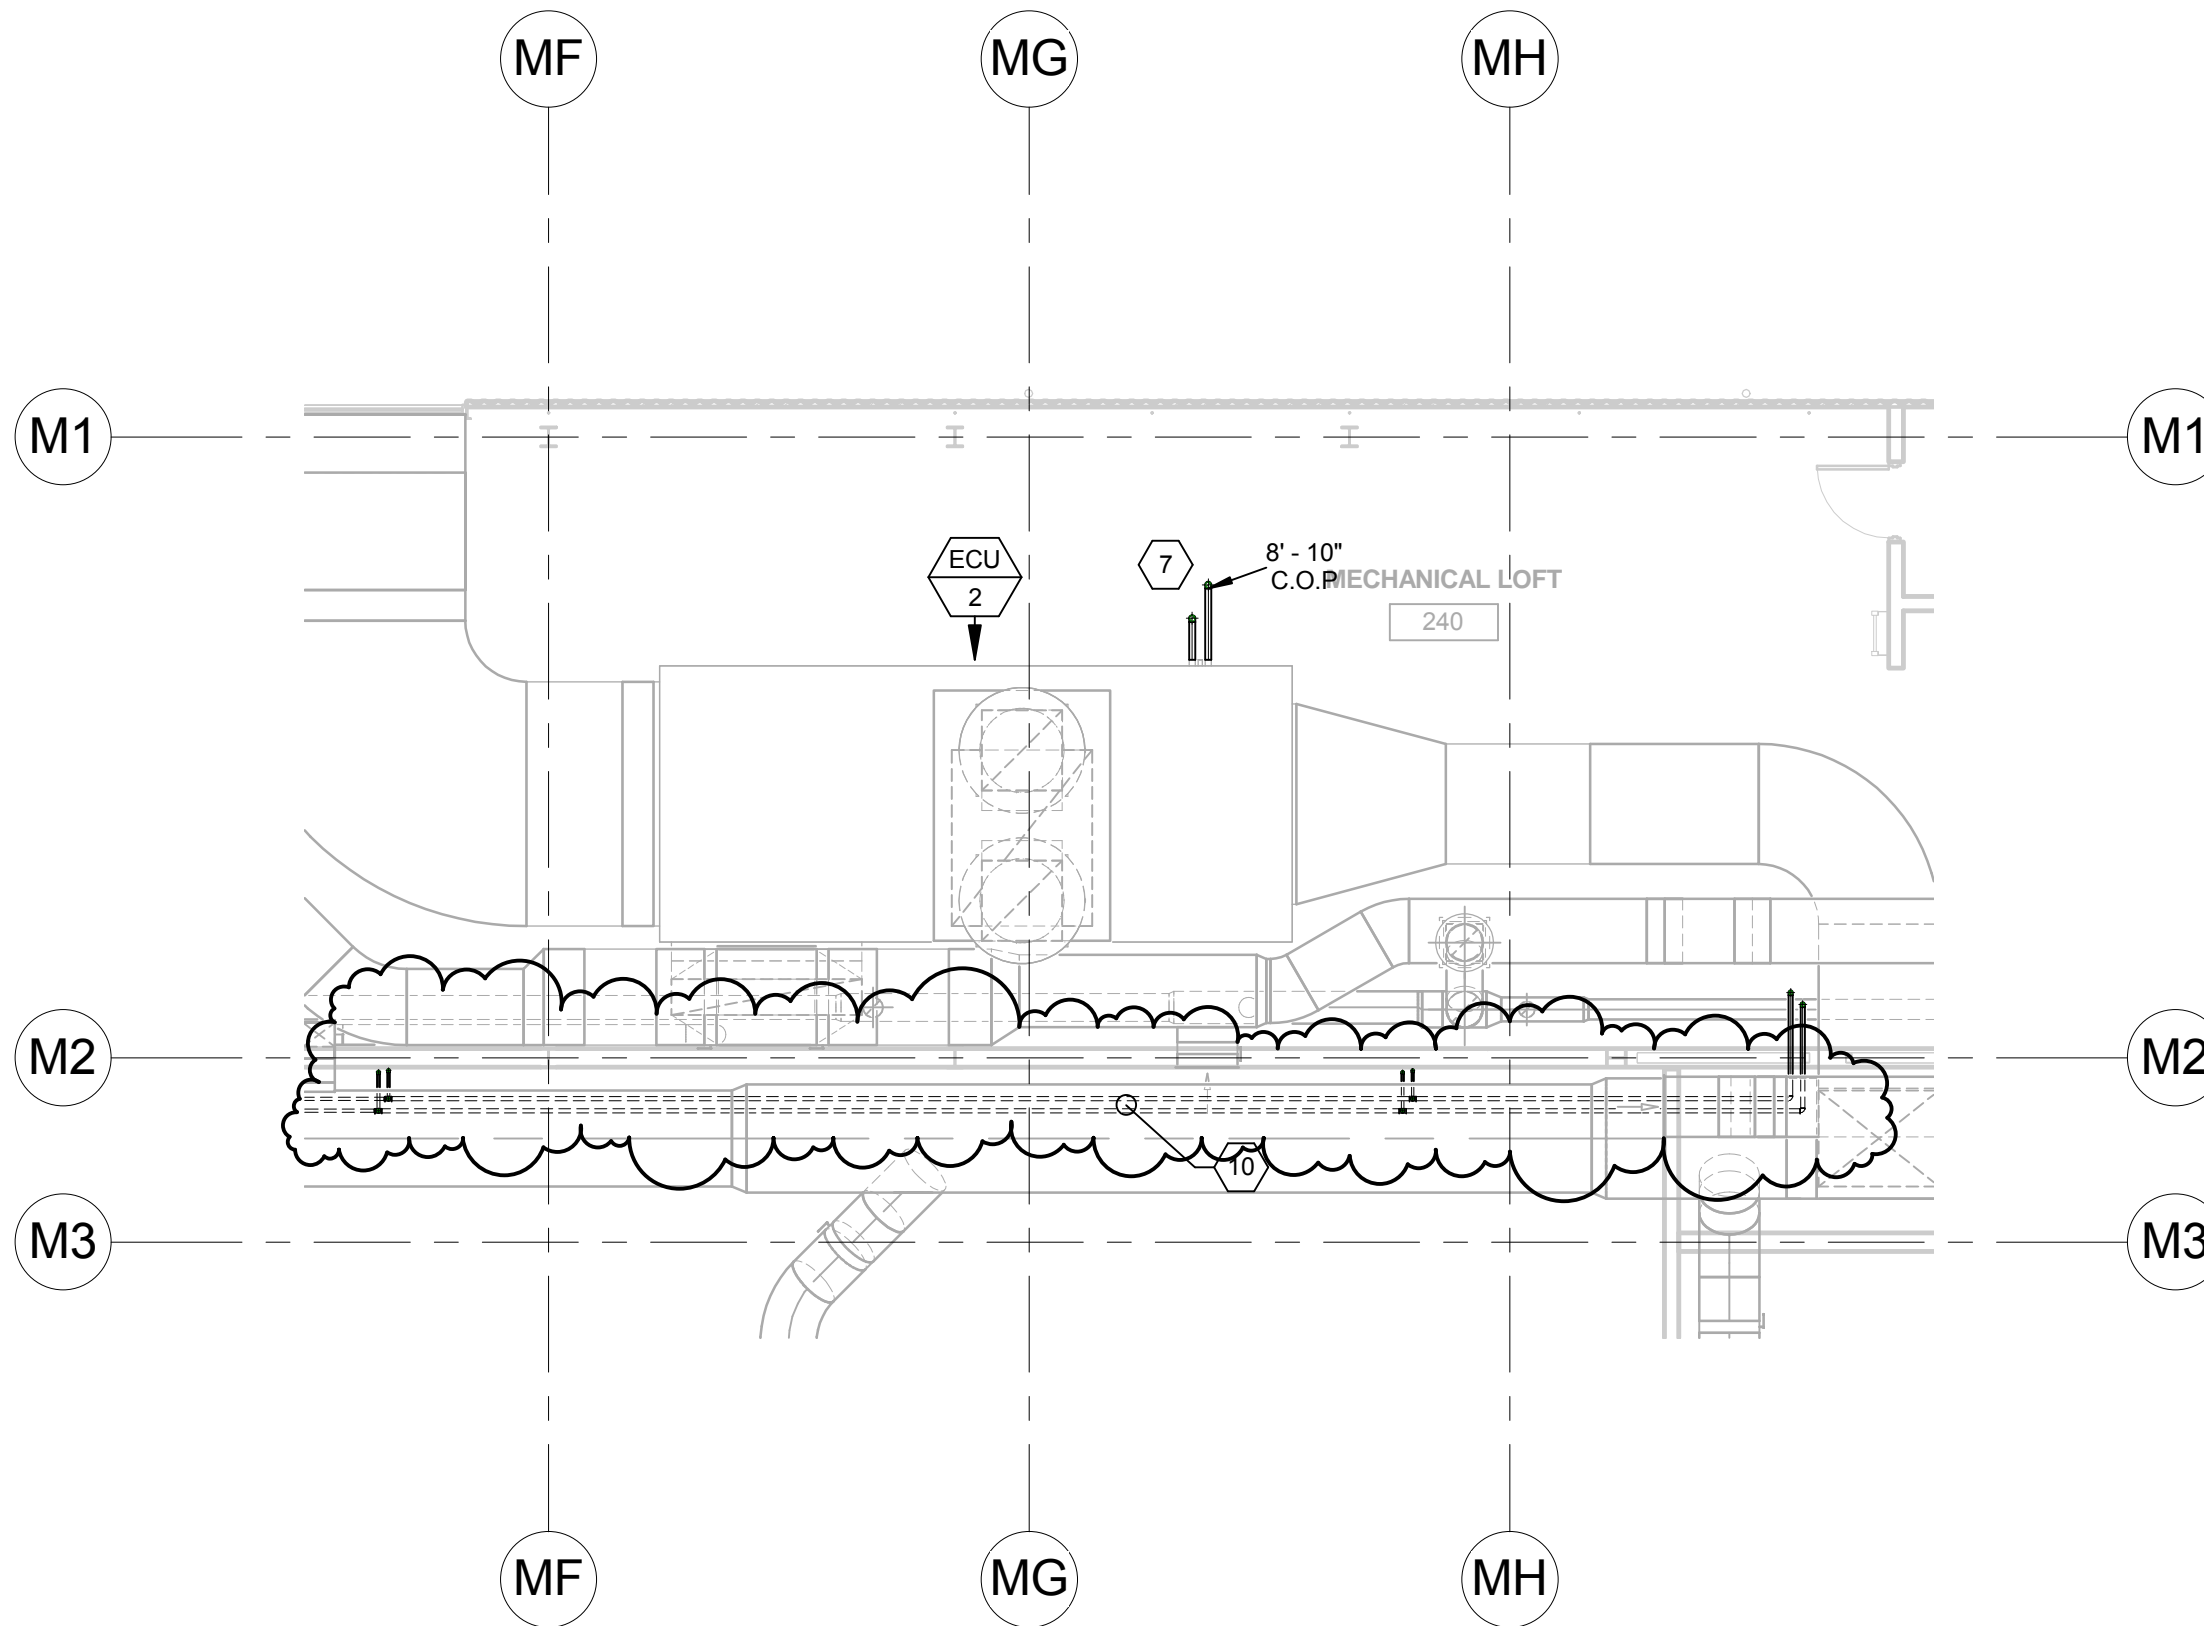 MF
MG
MH
M1
M1
ECU
2
7
8' - 10"
C.O.P
MECHANICAL LOFT
240
M2
M2
10
M3
M3
MF
MG
MH